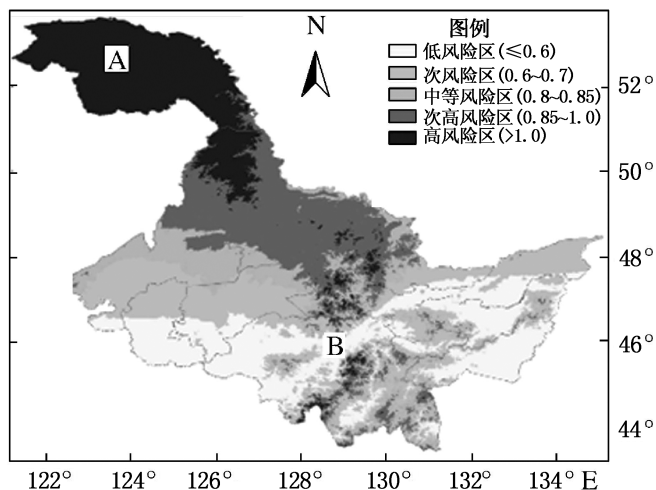 N
图例
低风险区(≤0.6)
次风险区(0.6~0.7)
中等风险区(0.8~0.85)
次高风险区(0.85~1.0)
高风险区(>1.0)
A
B
52°
50°
48°
46°
44°
122° 124° 126° 128° 130° 132° 134° E